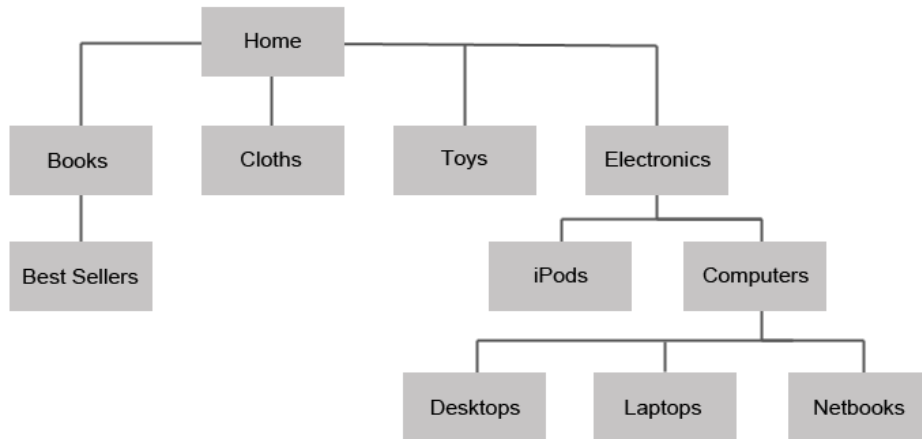 Home
Books
Cloths
Toys
Electronics
Best Sellers
iPods
Computers
Desktops
Laptops
Netbooks